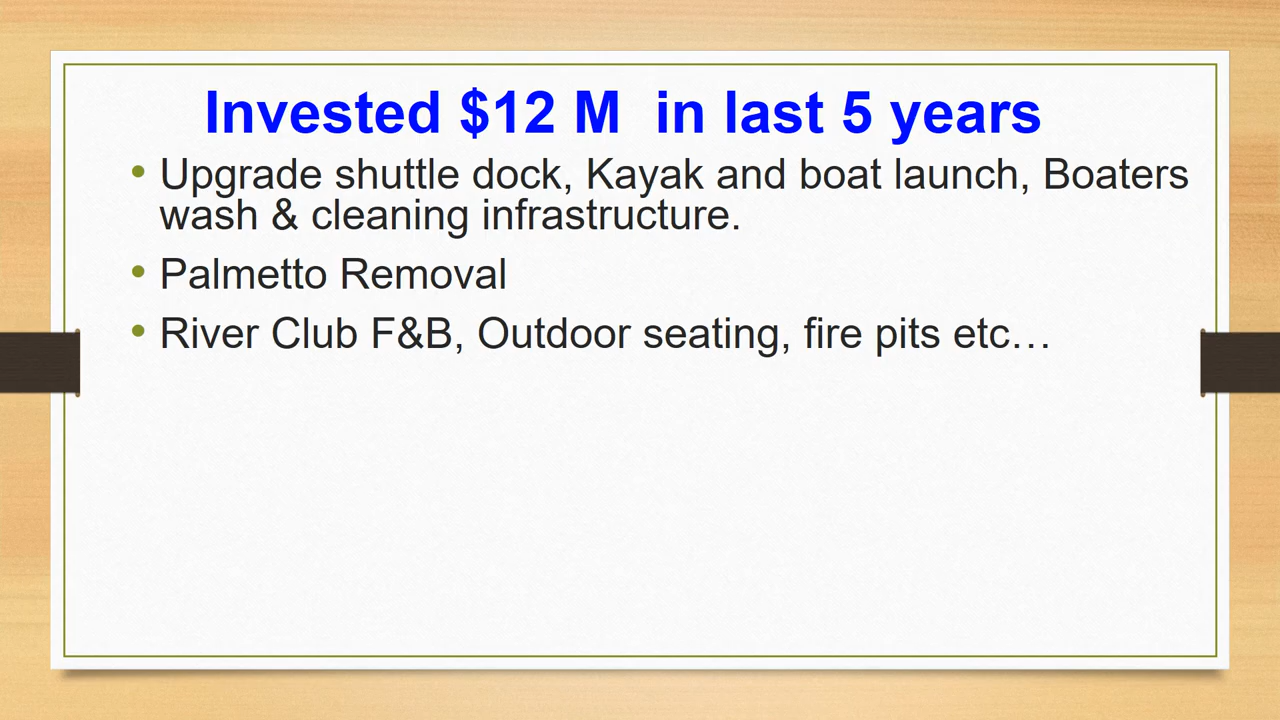 Invested $12 M  in last 5 years
• Upgrade shuttle dock, Kayak and boat launch, Boaters
wash & cleaning infrastructure.
• Palmetto Removal
• River Club F&B, Outdoor seating, fire pits etc…